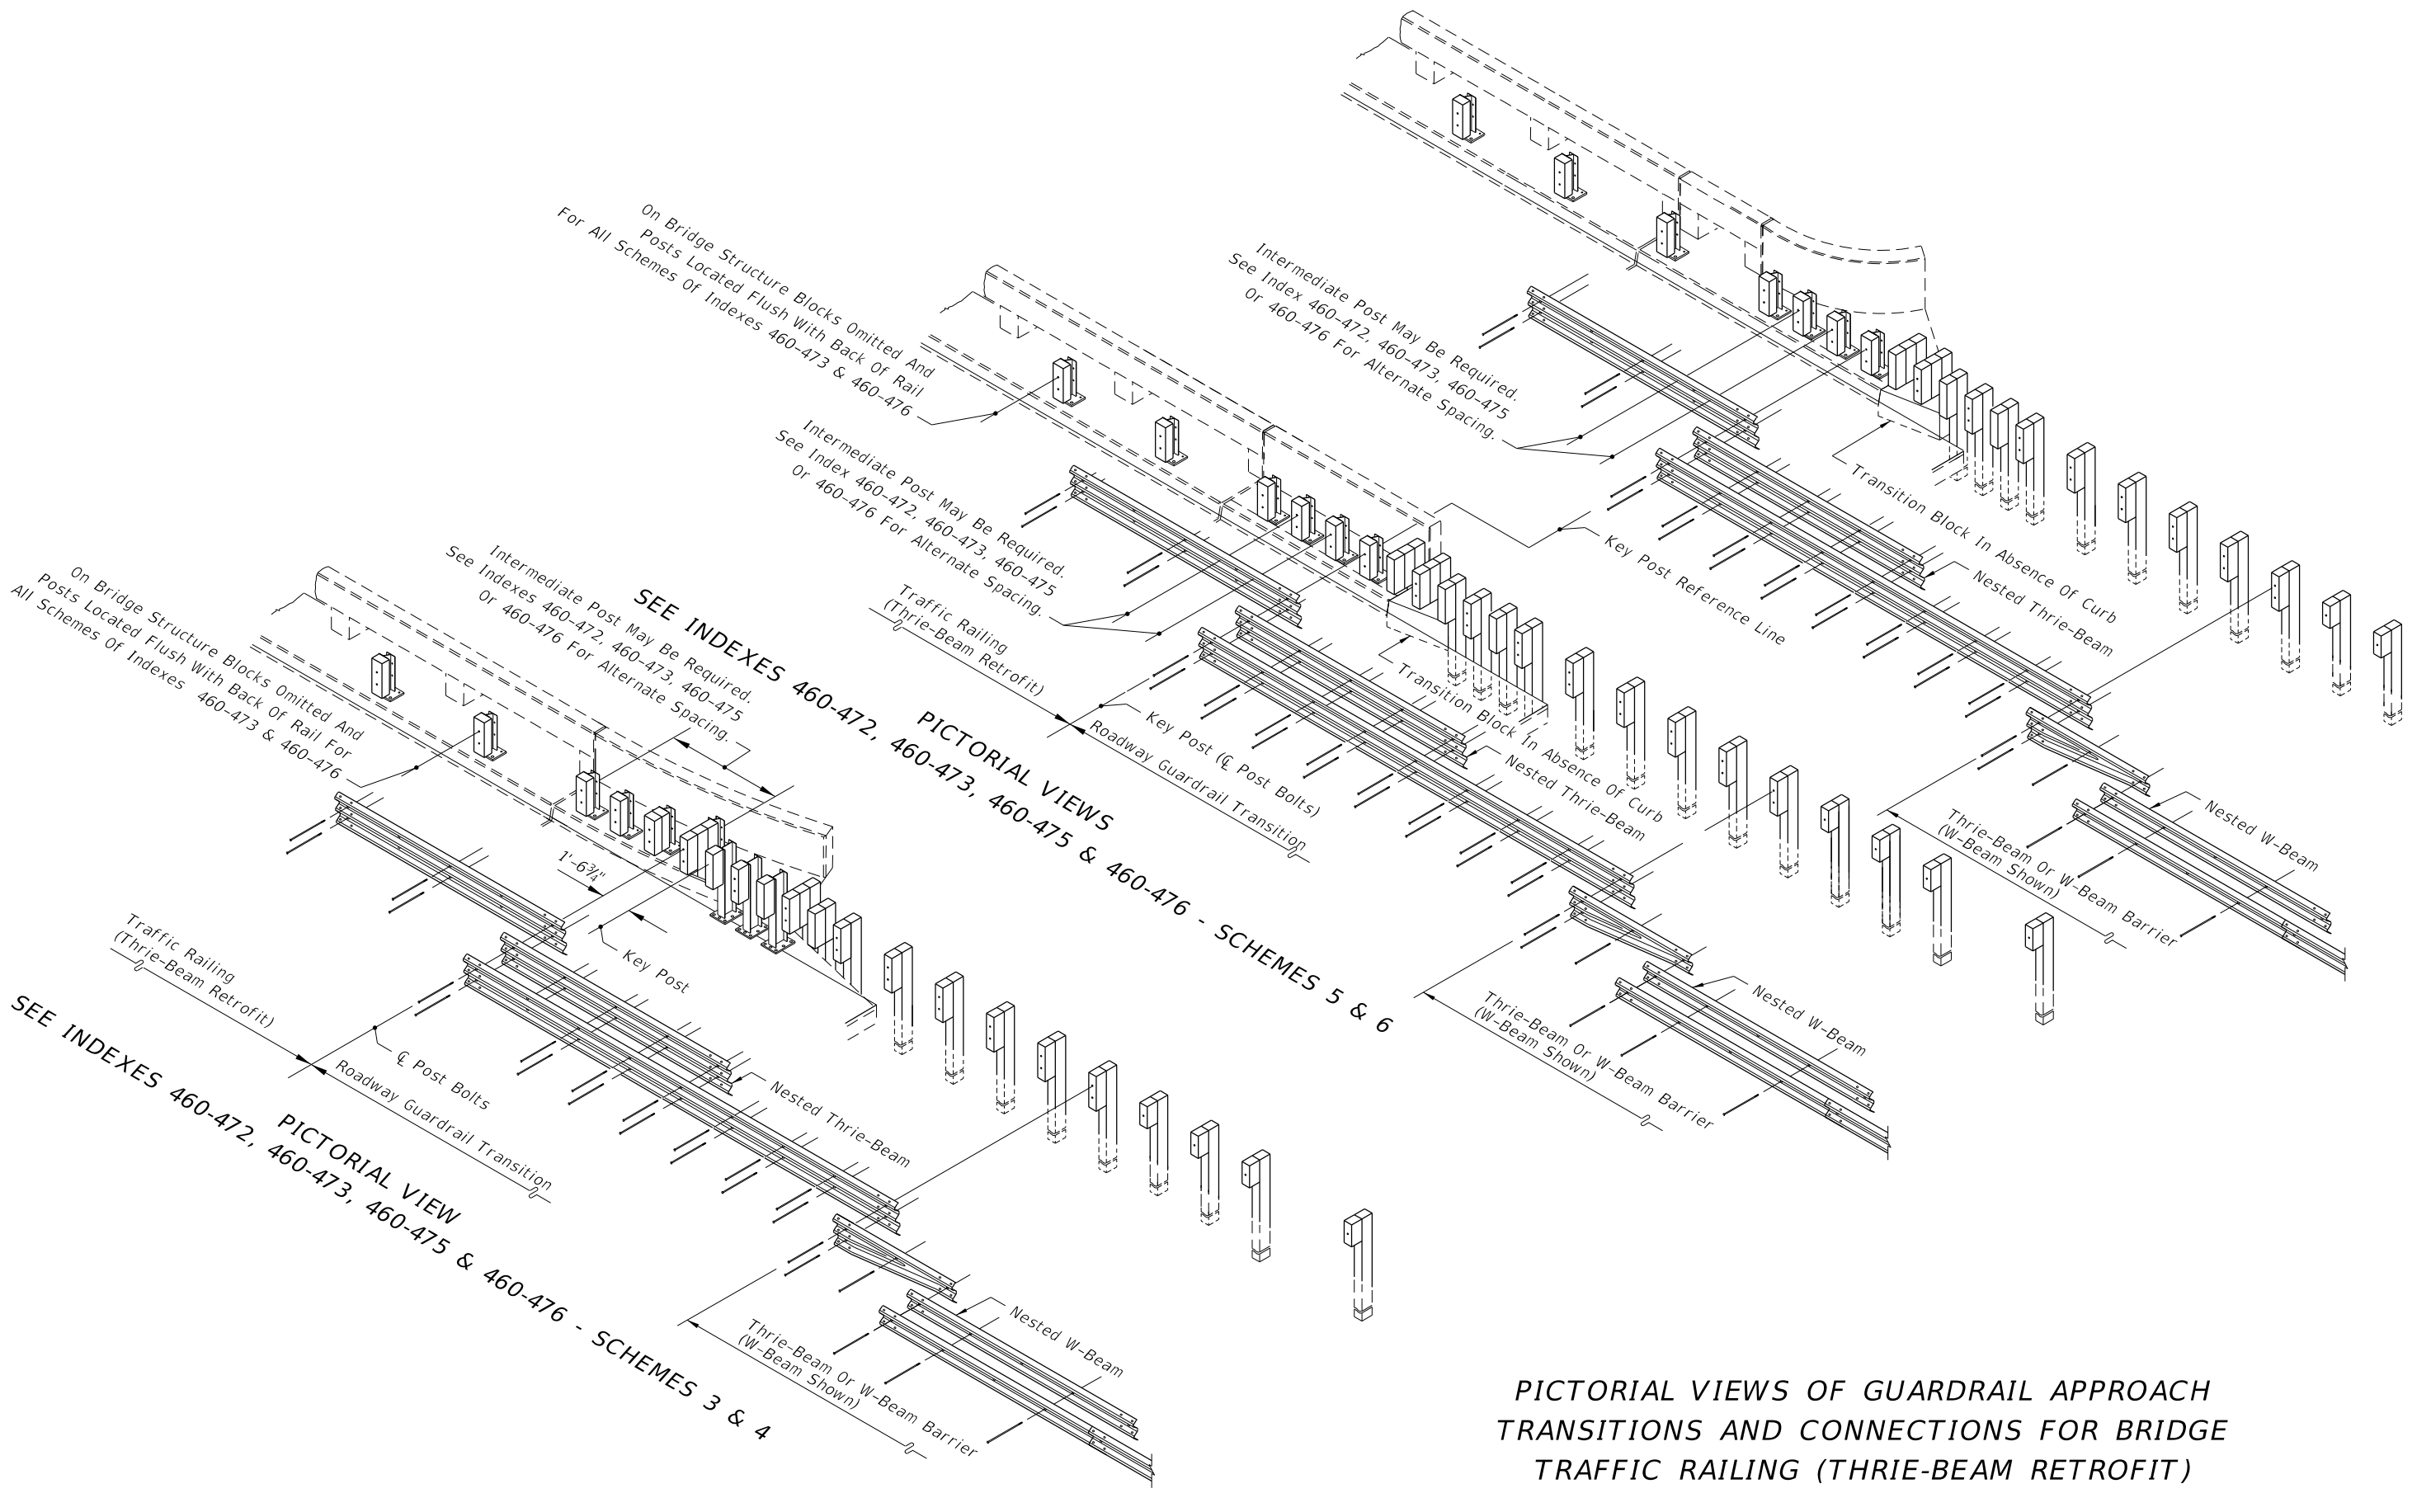 On Bridge Structure Blocks Omitted And
Posts Located Flush With Back Of Rail
For All Schemes Of Indexes 460-473 & 460-476
Intermediate Post May Be Required.
See Index 460-472, 460-473, 460-475
Or 460-476 For Alternate Spacing.
Intermediate Post May Be Required.
See Index 460-472, 460-473, 460-475
Or 460-476 For Alternate Spacing.
Transition Block In Absence Of Curb
Nested Thrie-Beam
Key Post Reference Line
Thrie-Beam Or W-Beam Barrier
(W-Beam Shown)
Nested W-Beam
Traffic Railing
(Thrie-Beam Retrofit)
Key Post (℄ Post Bolts)
Roadway Guardrail Transition
Transition Block In Absence Of Curb
Nested Thrie-Beam
Thrie-Beam Or W-Beam Barrier
(W-Beam Shown)
Nested W-Beam
PICTORIAL VIEWS
SEE INDEXES 460-472, 460-473, 460-475 & 460-476 - SCHEMES 5 & 6
On Bridge Structure Blocks Omitted And
Posts Located Flush With Back Of Rail For
All Schemes Of Indexes 460-473 & 460-476
Intermediate Post May Be Required.
See Indexes 460-472, 460-473, 460-475
Or 460-476 For Alternate Spacing.
1'-6¾"
Key Post
Traffic Railing
(Thrie-Beam Retrofit)
℄ Post Bolts
Roadway Guardrail Transition
Nested Thrie-Beam
Thrie-Beam Or W-Beam Barrier
(W-Beam Shown)
Nested W-Beam
PICTORIAL VIEW
SEE INDEXES 460-472, 460-473, 460-475 & 460-476 - SCHEMES 3 & 4
PICTORIAL VIEWS OF GUARDRAIL APPROACH
TRANSITIONS AND CONNECTIONS FOR BRIDGE
TRAFFIC RAILING (THRIE-BEAM RETROFIT)